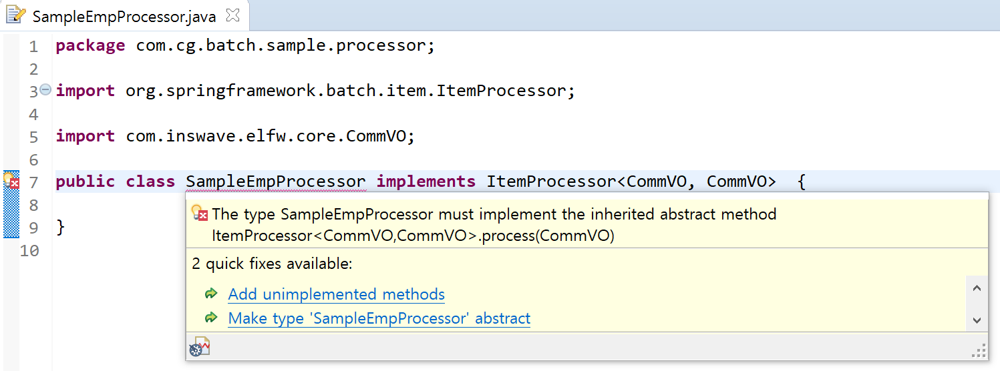 SampleEmpProcessor.java
1 package com.cg.batch.sample.processor;
2
3 import org.springframework.batch.item.ItemProcessor;
4
5 import com.inswave.elfw.core.CommVO;
6
7 public class SampleEmpProcessor implements ItemProcessor<CommVO, CommVO> {
8
9 }
10
The type SampleEmpProcessor must implement the inherited abstract method
ItemProcessor<CommVO,CommVO>.process(CommVO)
2 quick fixes available:
Add unimplemented methods
Make type 'SampleEmpProcessor' abstract